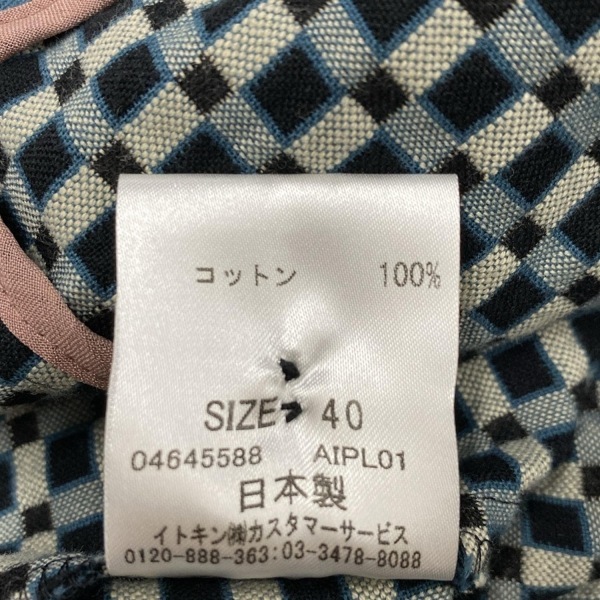 コットン 100%
SIZE 40
04645588 AIPL01
日本製
イトキン㈱カスタマーサービス
0120-888-363:03-3478-8088